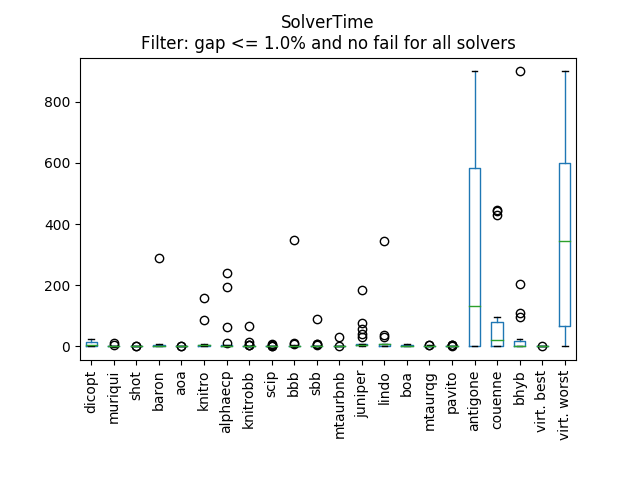 SolverTime
Filter: gap <= 1.0% and no fail for all solvers
800
600
400
200
0
dicopt
muriqui
shot
baron
aoa
knitro
alphaecp
knitrobb
scip
bbb
sbb
mtaurbnb
juniper
lindo
boa
mtaurqg
pavito
antigone
couenne
bhyb
virt. best
virt. worst